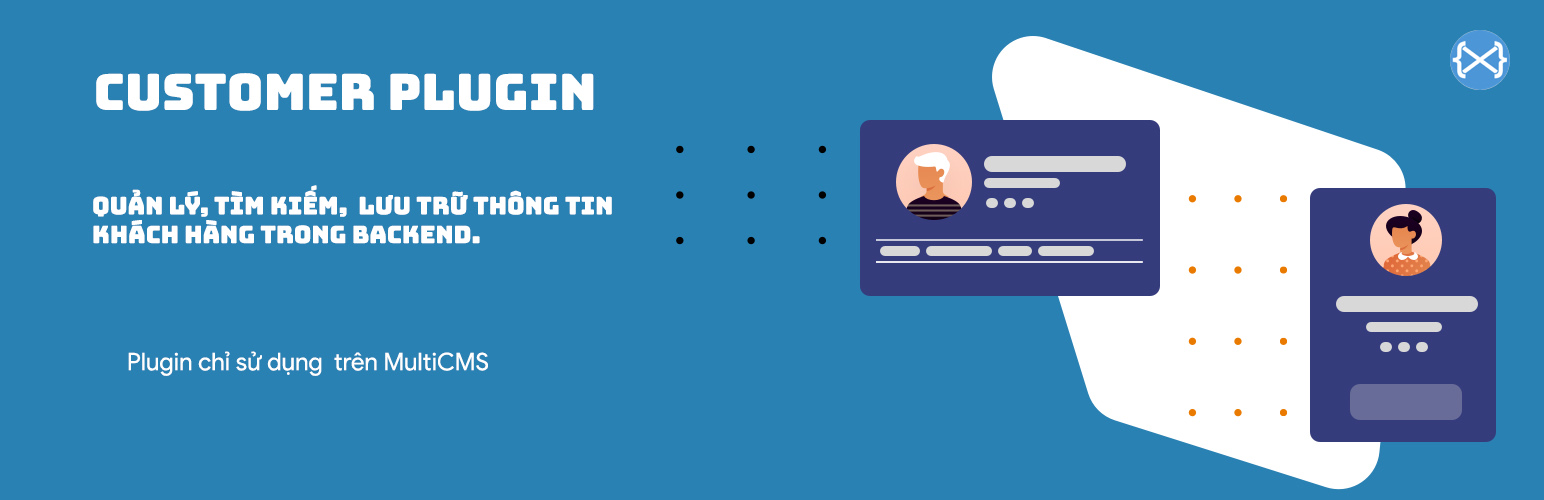 CUSTOMER PLUGIN
QUẢN LÝ, TÌM KIẾM, LƯU TRỮ THÔNG TIN
KHÁCH HÀNG TRONG BACKEND.
Plugin chỉ sử dụng trên MultiCMS